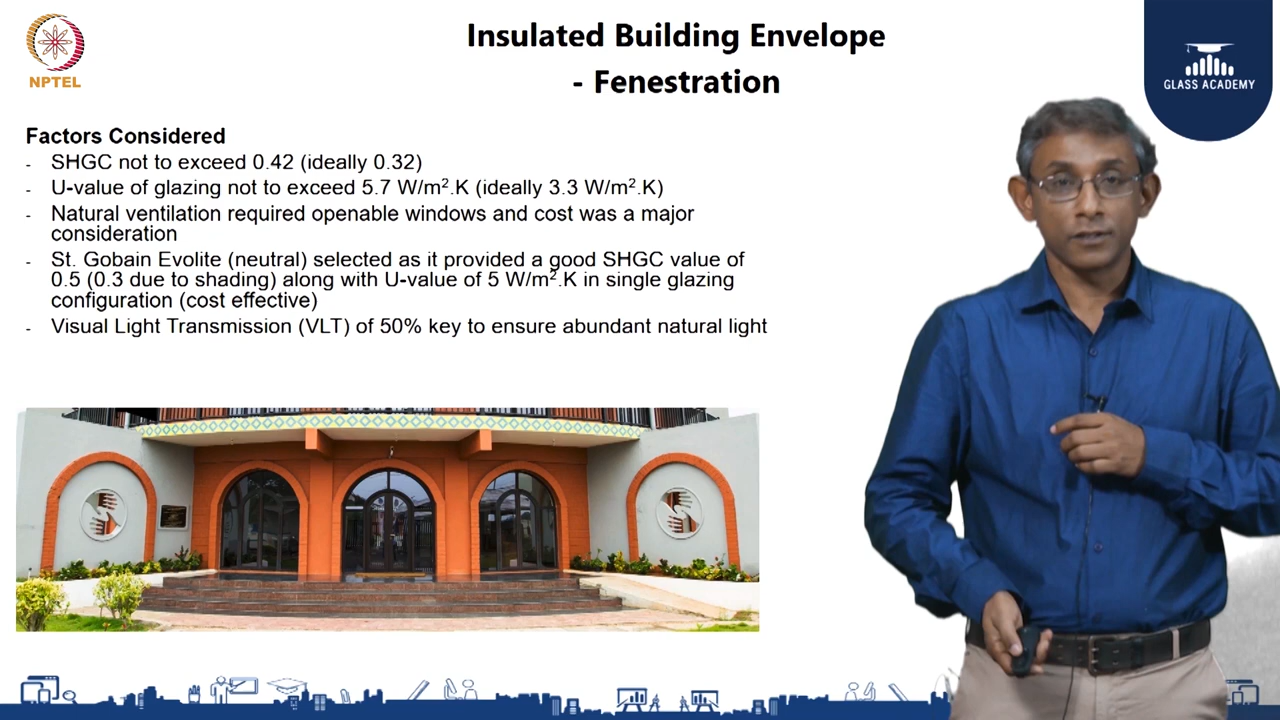 Insulated Building Envelope
- Fenestration
NPTEL
GLASS ACADEMY
Factors Considered
- SHGC not to exceed 0.42 (ideally 0.32)
- U-value of glazing not to exceed 5.7 W/m².K (ideally 3.3 W/m².K)
- Natural ventilation required openable windows and cost was a major
consideration
- St. Gobain Evolite (neutral) selected as it provided a good SHGC value of
0.5 (0.3 due to shading) along with U-value of 5 W/m².K in single glazing
configuration (cost effective)
- Visual Light Transmission (VLT) of 50% key to ensure abundant natural light